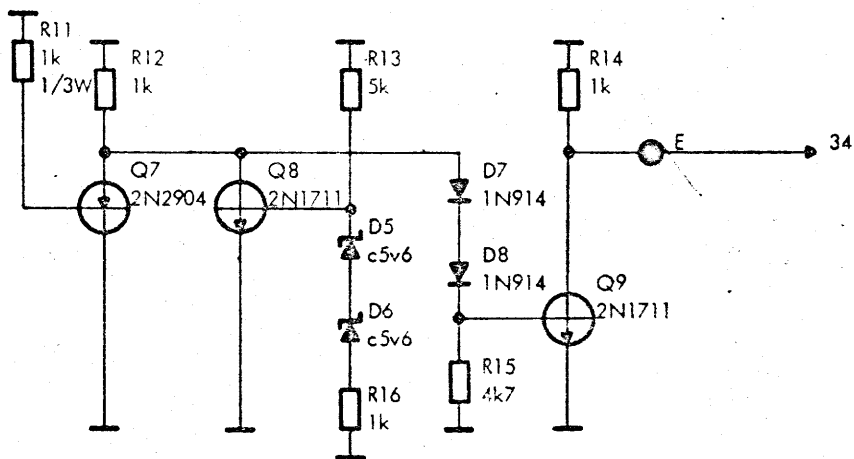 R11
1k
1/3W
R12
1k
R13
5k
R14
1k
E
34
Q7
2N2904
Q8
2N1711
D7
1N914
D5
c5v6
D8
1N914
Q9
2N1711
D6
c5v6
R15
4k7
R16
1k